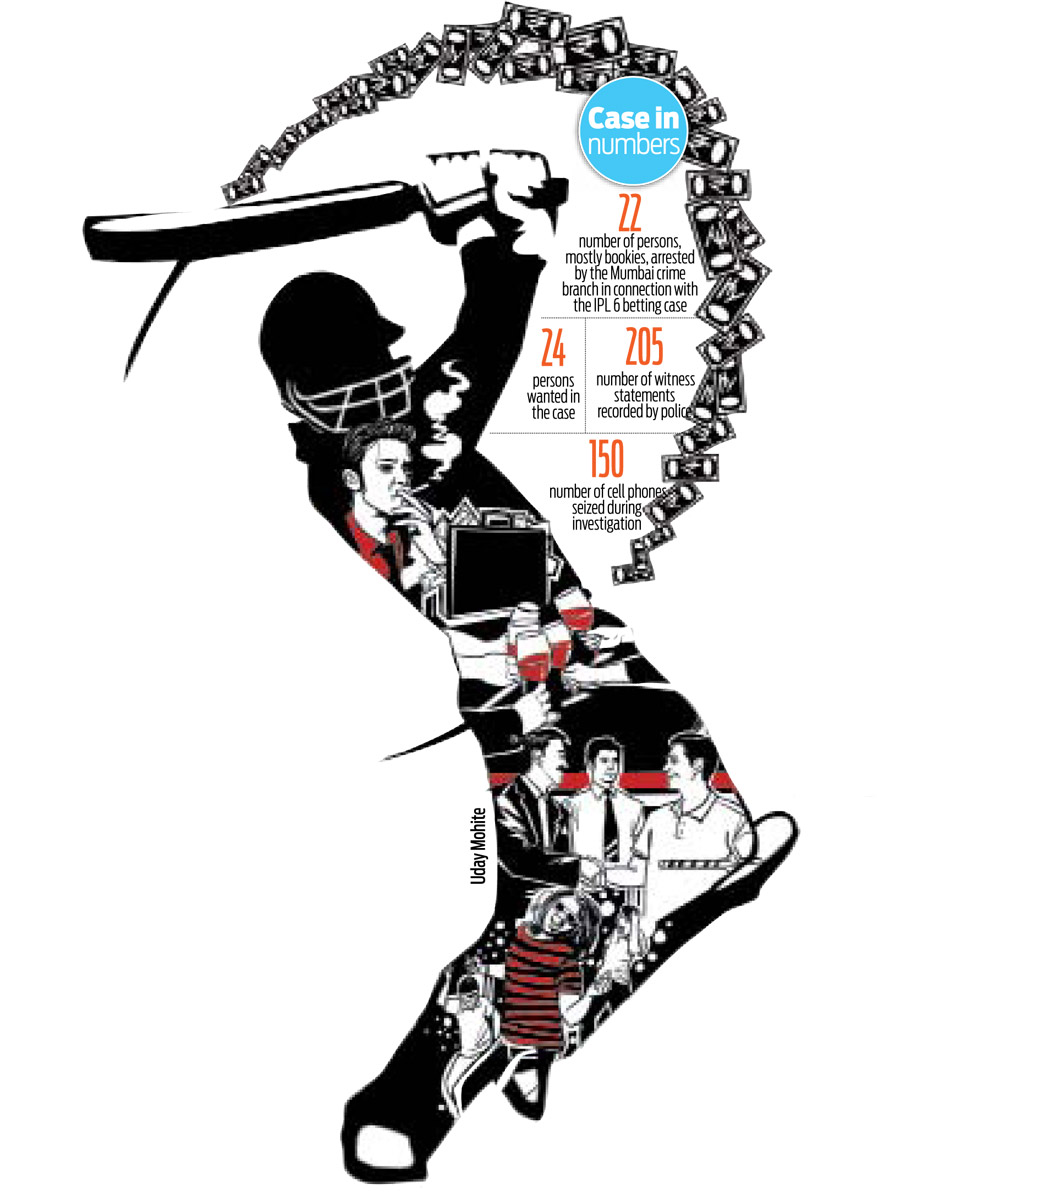 Case in
numbers
22
number of persons,
mostly bookies, arrested
by the Mumbai crime
branch in connection with
the IPL 6 betting case
24
persons
wanted in
the case
205
number of witness
statements
recorded by police
150
number of cell phones
seized during
investigation
Uday Mohite